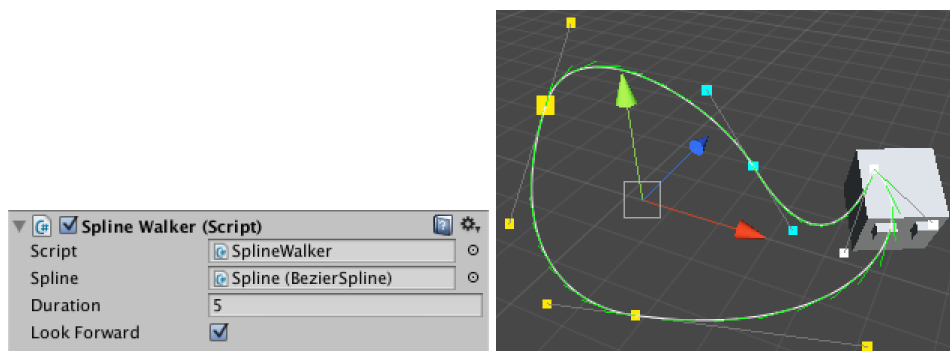 Spline Walker (Script)
Script SplineWalker
Spline Spline (BezierSpline)
Duration 5
Look Forward